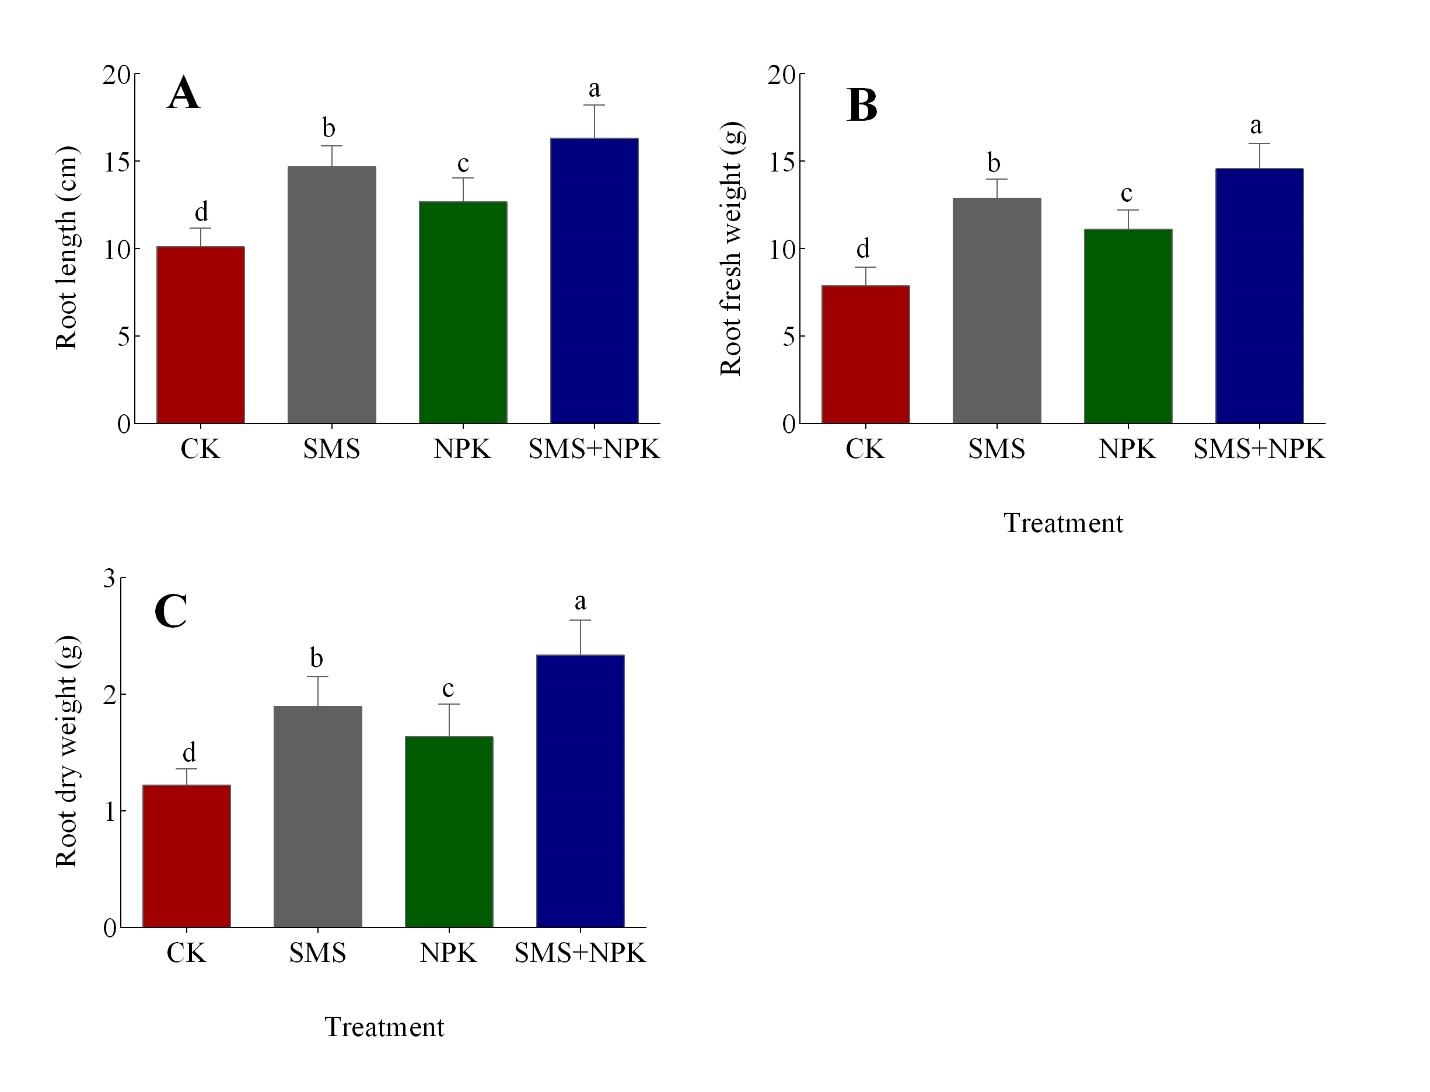 A
Root length (cm)
20
15
10
5
0
d
b
c
a
CK SMS NPK SMS+NPK
B
Root fresh weight (g)
20
15
10
5
0
d
b
c
a
CK SMS NPK SMS+NPK
Treatment
C
Root dry weight (g)
3
2
1
0
d
b
c
a
CK SMS NPK SMS+NPK
Treatment